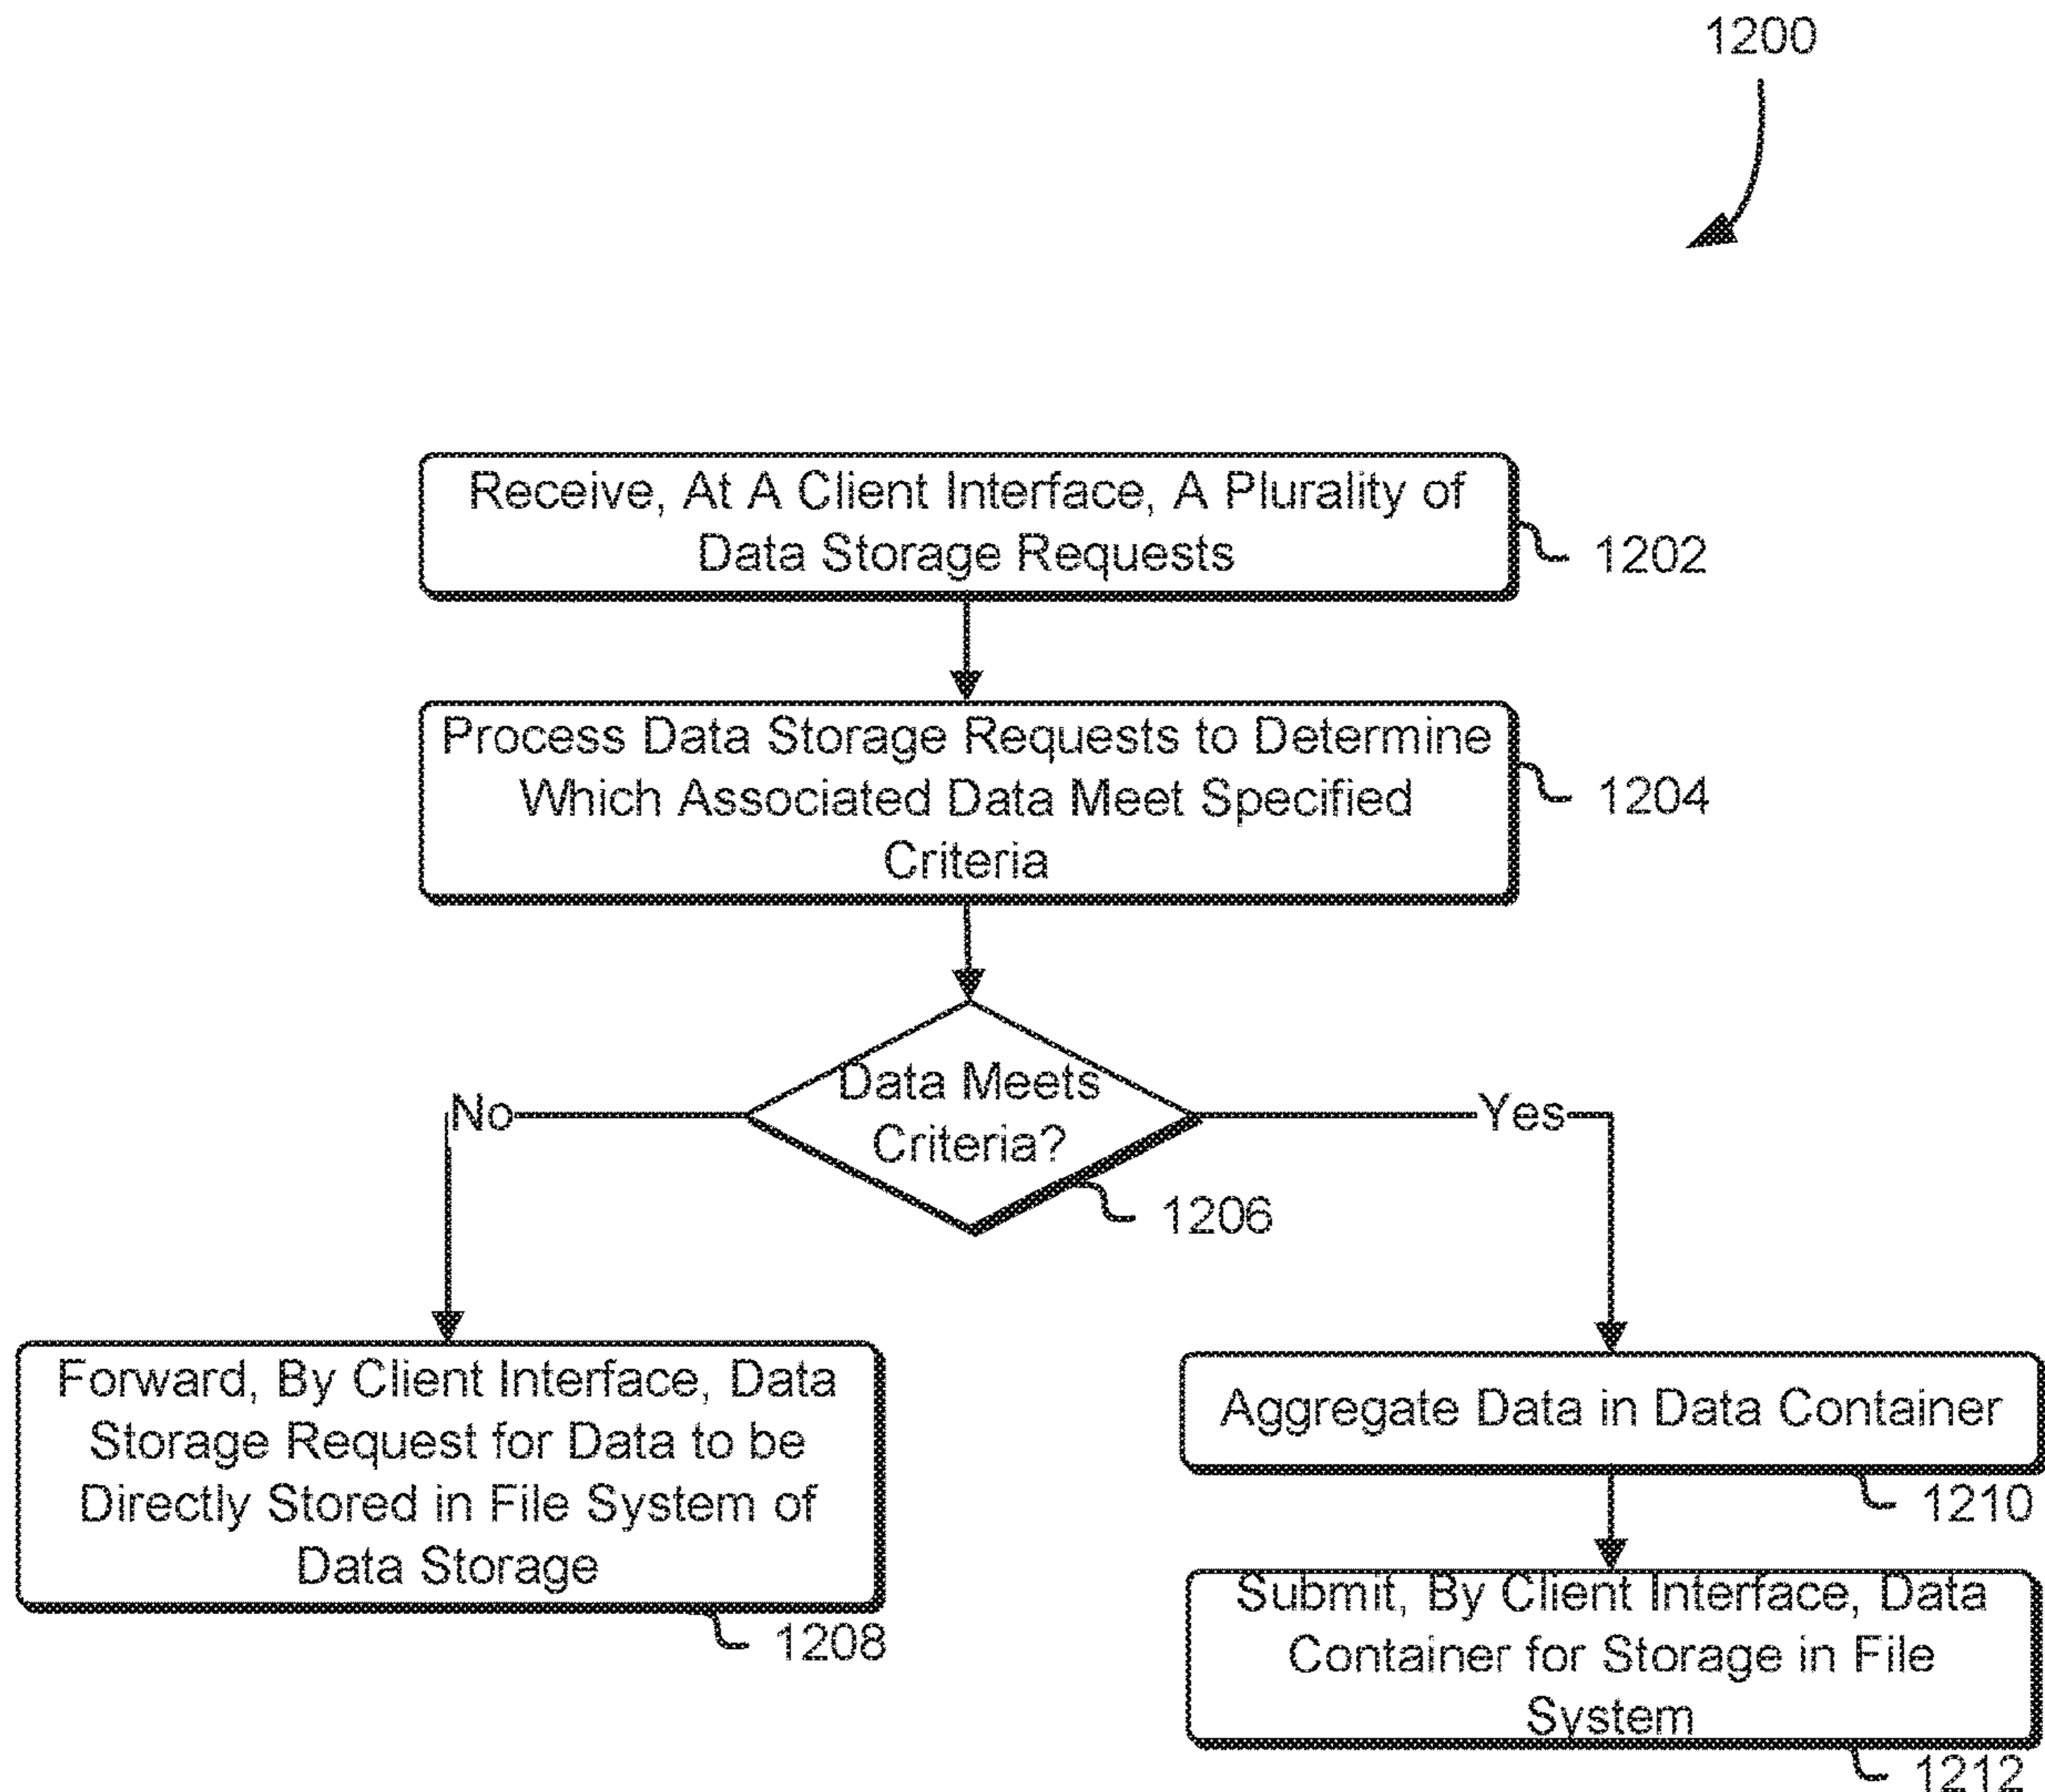 1200
Receive, At A Client Interface, A Plurality of
Data Storage Requests
1202
Process Data Storage Requests to Determine
Which Associated Data Meet Specified
Criteria
1204
Data Meets
Criteria?
No
Yes
1206
Forward, By Client Interface, Data
Storage Request for Data to be
Directly Stored in File System of
Data Storage
1208
Aggregate Data in Data Container
1210
Submit, By Client Interface, Data
Container for Storage in File
System
1212